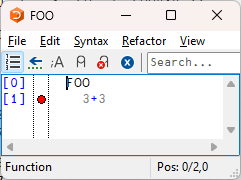 FOO
File Edit Syntax Refactor View
;A A Search...
[0] FOO
[1] 3+3
Function Pos: 0/2,0